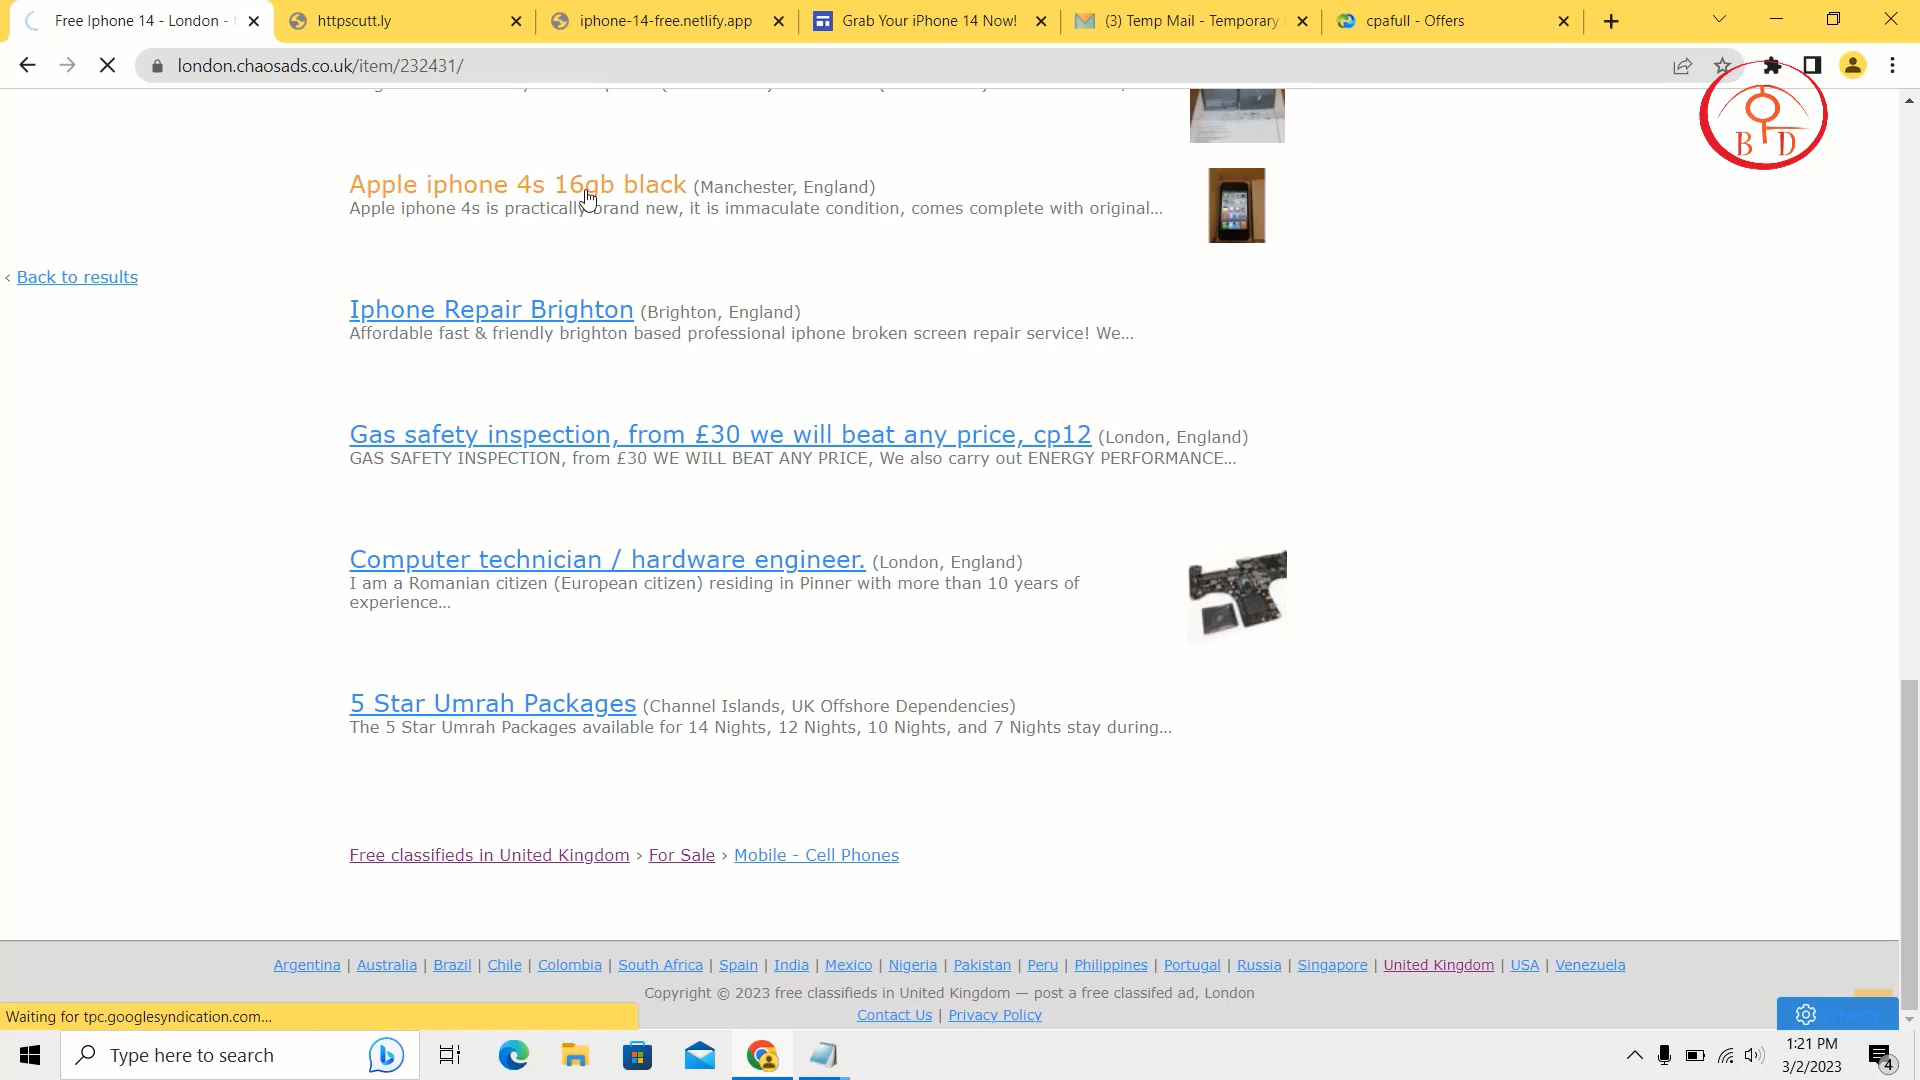 Free Iphone 14 - London -
httpscutt.ly
iphone-14-free.netlify.app
Grab Your iPhone 14 Now!
(3) Temp Mail - Temporary
cpafull - Offers
london.chaosads.co.uk/item/232431/
B D
Apple iphone 4s 16gb black (Manchester, England)
Apple iphone 4s is practically brand new, it is immaculate condition, comes complete with original...
‹ Back to results
Iphone Repair Brighton (Brighton, England)
Affordable fast & friendly brighton based professional iphone broken screen repair service! We...
Gas safety inspection, from £30 we will beat any price, cp12 (London, England)
GAS SAFETY INSPECTION, from £30 WE WILL BEAT ANY PRICE, We also carry out ENERGY PERFORMANCE...
Computer technician / hardware engineer. (London, England)
I am a Romanian citizen (European citizen) residing in Pinner with more than 10 years of
experience...
5 Star Umrah Packages (Channel Islands, UK Offshore Dependencies)
The 5 Star Umrah Packages available for 14 Nights, 12 Nights, 10 Nights, and 7 Nights stay during...
Free classifieds in United Kingdom › For Sale › Mobile - Cell Phones
Argentina | Australia | Brazil | Chile | Colombia | South Africa | Spain | India | Mexico | Nigeria | Pakistan | Peru | Philippines | Portugal | Russia | Singapore | United Kingdom | USA | Venezuela
Copyright © 2023 free classifieds in United Kingdom — post a free classifed ad, London
Contact Us | Privacy Policy
Waiting for tpc.googlesyndication.com...
Type here to search
1:21 PM
3/2/2023
4